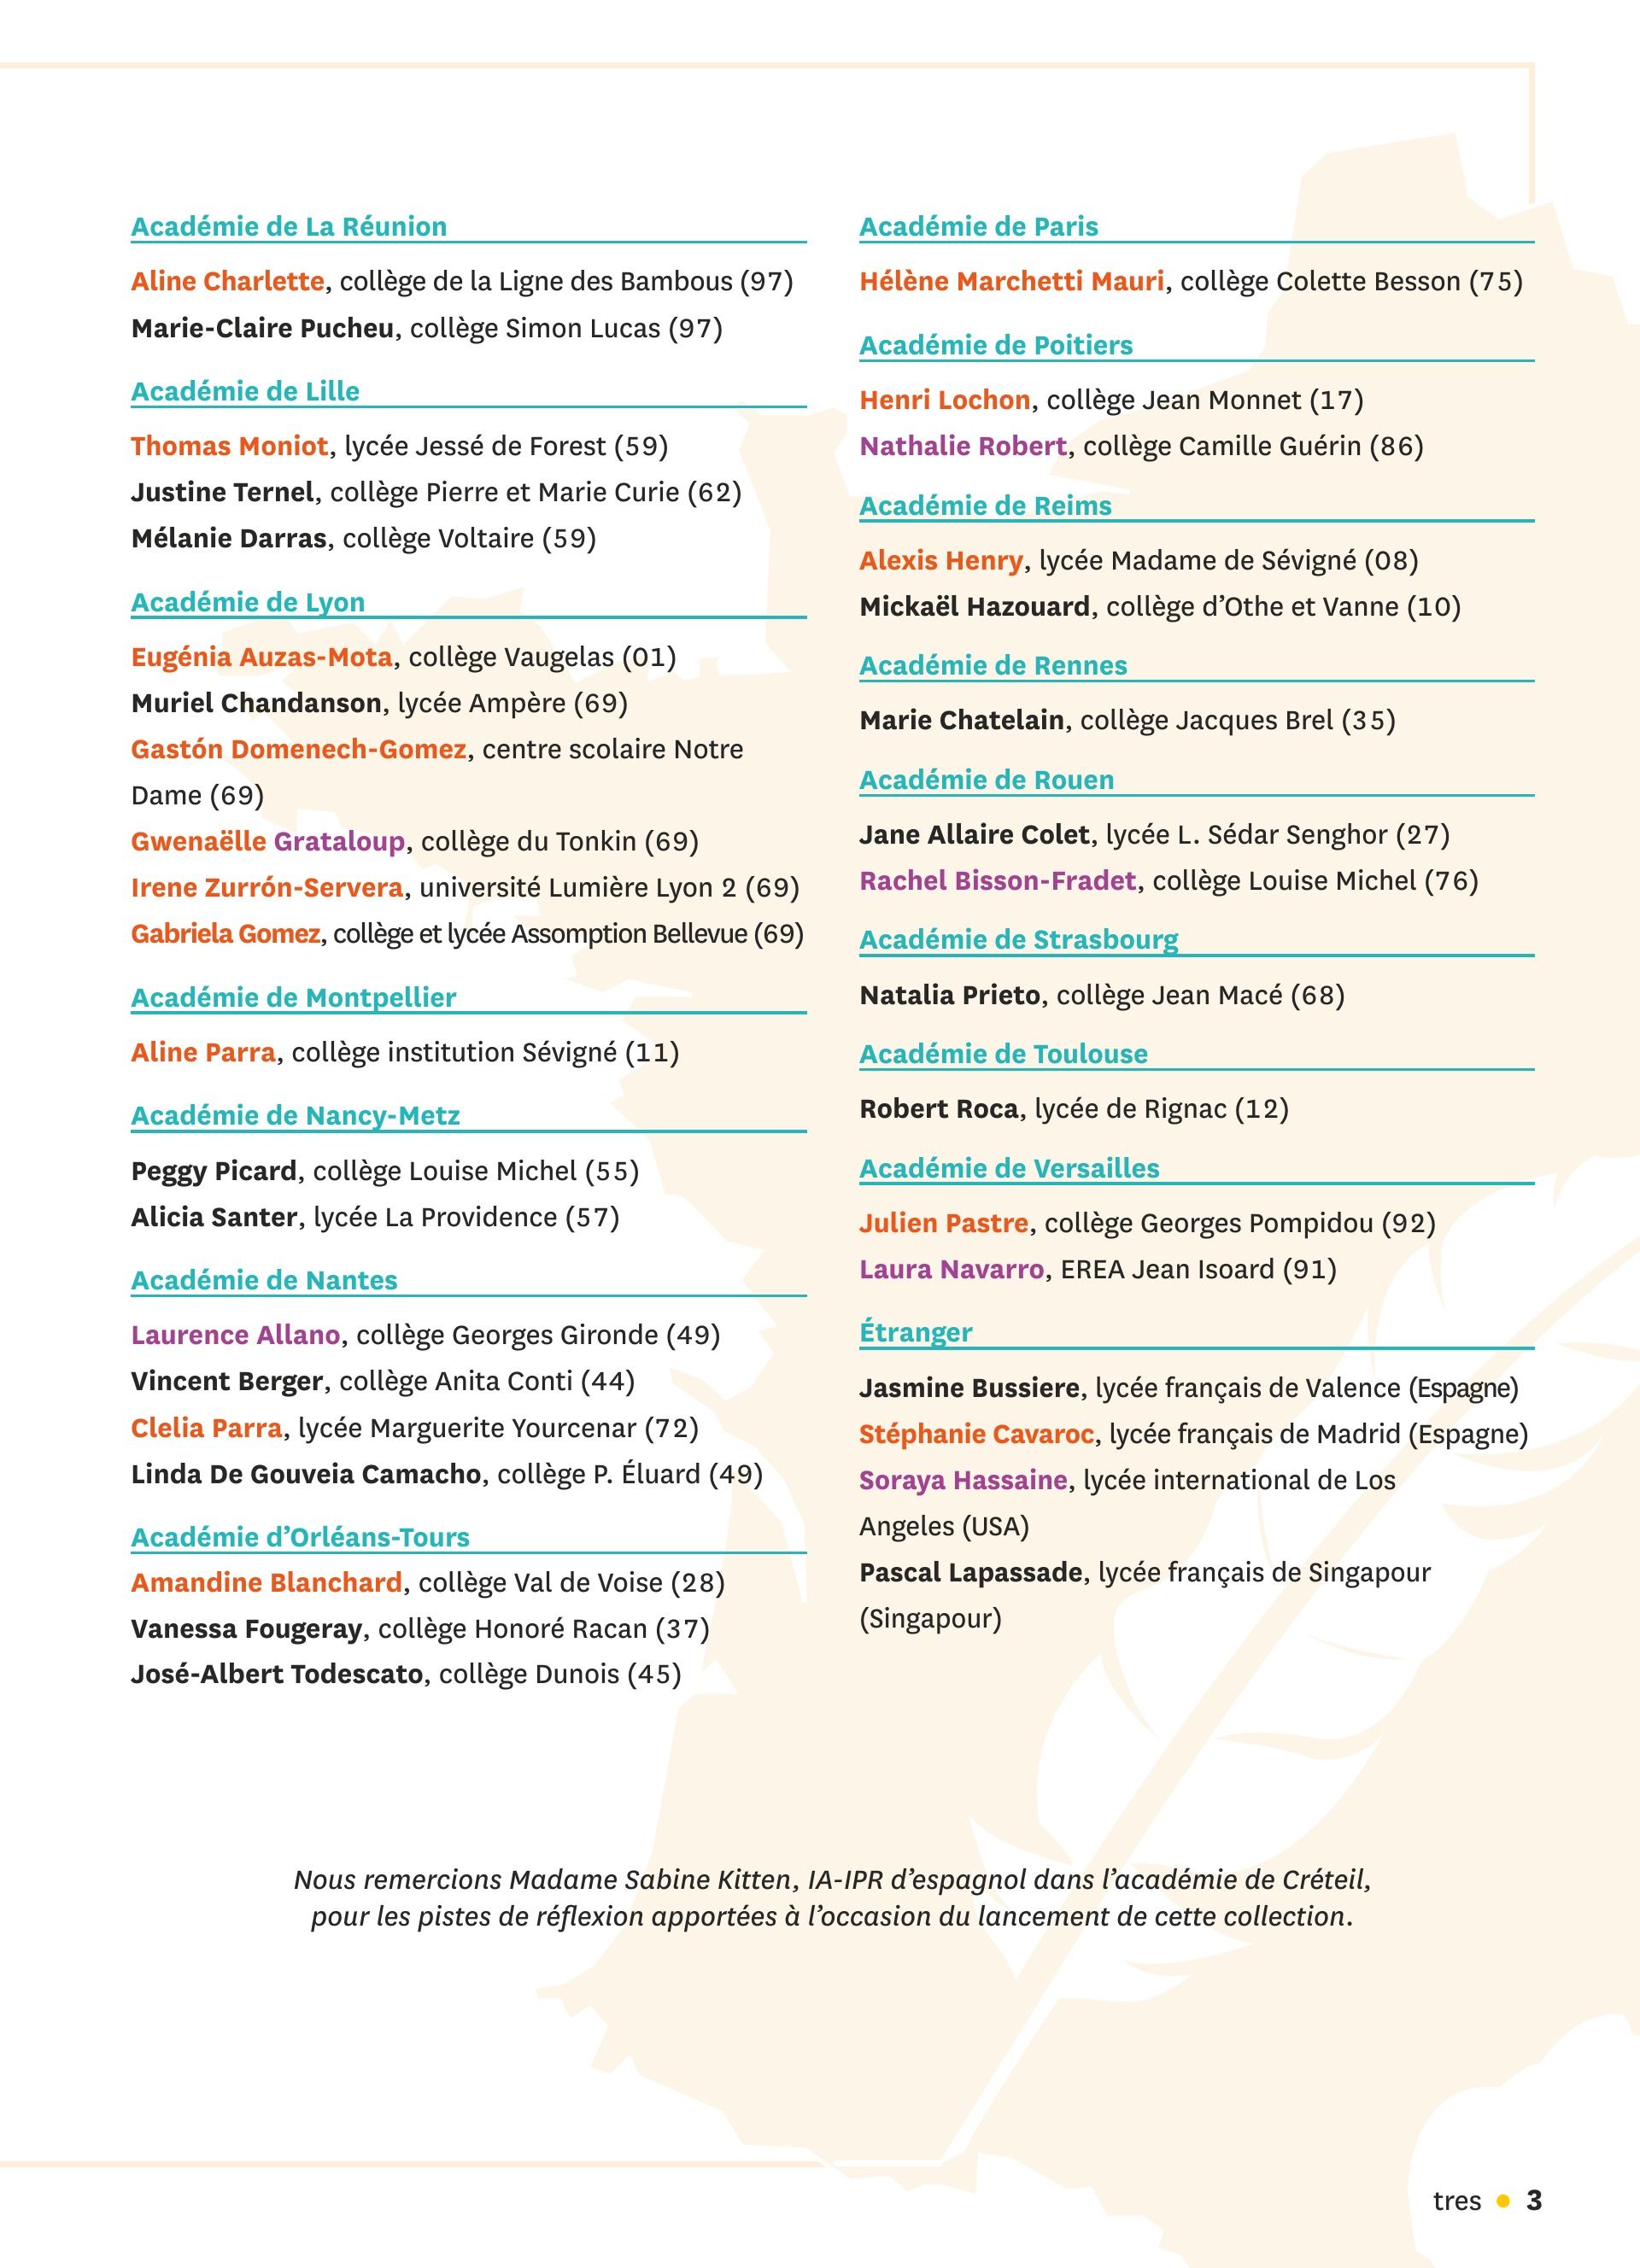 Académie de La Réunion
Aline Charlette, collège de la Ligne des Bambous (97)
Marie-Claire Pucheu, collège Simon Lucas (97)
Académie de Lille
Thomas Moniot, lycée Jessé de Forest (59)
Justine Ternel, collège Pierre et Marie Curie (62)
Mélanie Darras, collège Voltaire (59)
Académie de Lyon
Eugénia Auzas-Mota, collège Vaugelas (01)
Muriel Chandanson, lycée Ampère (69)
Gastón Domenech-Gomez, centre scolaire Notre
Dame (69)
Gwenaëlle Grataloup, collège du Tonkin (69)
Irene Zurrón-Servera, université Lumière Lyon 2 (69)
Gabriela Gomez, collège et lycée Assomption Bellevue (69)
Académie de Montpellier
Aline Parra, collège institution Sévigné (11)
Académie de Nancy-Metz
Peggy Picard, collège Louise Michel (55)
Alicia Santer, lycée La Providence (57)
Académie de Nantes
Laurence Allano, collège Georges Gironde (49)
Vincent Berger, collège Anita Conti (44)
Clelia Parra, lycée Marguerite Yourcenar (72)
Linda De Gouveia Camacho, collège P. Éluard (49)
Académie d’Orléans-Tours
Amandine Blanchard, collège Val de Voise (28)
Vanessa Fougeray, collège Honoré Racan (37)
José-Albert Todescato, collège Dunois (45)
Académie de Paris
Hélène Marchetti Mauri, collège Colette Besson (75)
Académie de Poitiers
Henri Lochon, collège Jean Monnet (17)
Nathalie Robert, collège Camille Guérin (86)
Académie de Reims
Alexis Henry, lycée Madame de Sévigné (08)
Mickaël Hazouard, collège d’Othe et Vanne (10)
Académie de Rennes
Marie Chatelain, collège Jacques Brel (35)
Académie de Rouen
Jane Allaire Colet, lycée L. Sédar Senghor (27)
Rachel Bisson-Fradet, collège Louise Michel (76)
Académie de Strasbourg
Natalia Prieto, collège Jean Macé (68)
Académie de Toulouse
Robert Roca, lycée de Rignac (12)
Académie de Versailles
Julien Pastre, collège Georges Pompidou (92)
Laura Navarro, EREA Jean Isoard (91)
Étranger
Jasmine Bussiere, lycée français de Valence (Espagne)
Stéphanie Cavaroc, lycée français de Madrid (Espagne)
Soraya Hassaine, lycée international de Los
Angeles (USA)
Pascal Lapassade, lycée français de Singapour
(Singapour)
Nous remercions Madame Sabine Kitten, IA-IPR d’espagnol dans l’académie de Créteil,
pour les pistes de réflexion apportées à l’occasion du lancement de cette collection.
tres • 3